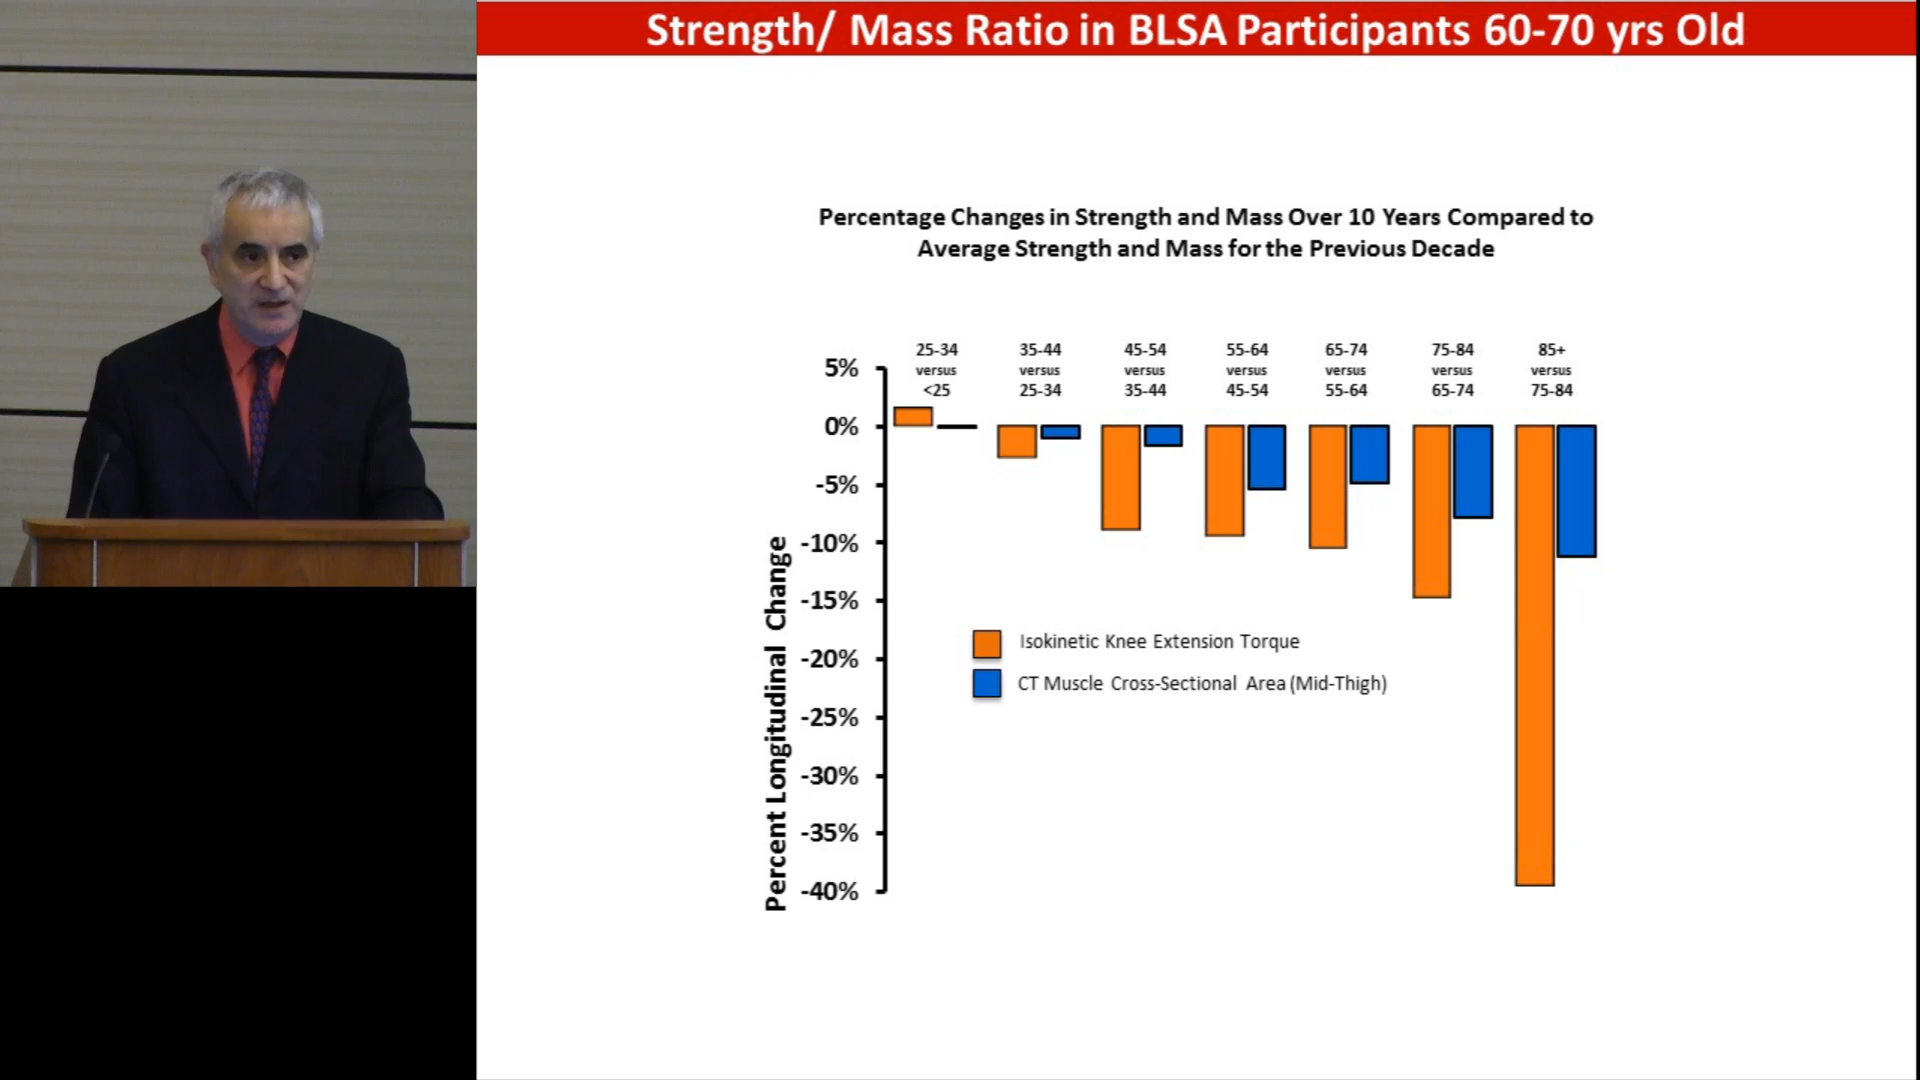 Strength/ Mass Ratio in BLSA Participants 60-70 yrs Old
Percentage Changes in Strength and Mass Over 10 Years Compared to
Average Strength and Mass for the Previous Decade
25-34
versus
<25
35-44
versus
25-34
45-54
versus
35-44
55-64
versus
45-54
65-74
versus
55-64
75-84
versus
65-74
85+
versus
75-84
5%
0%
-5%
-10%
-15%
-20%
-25%
-30%
-35%
-40%
Percent Longitudinal Change
Isokinetic Knee Extension Torque
CT Muscle Cross-Sectional Area (Mid-Thigh)